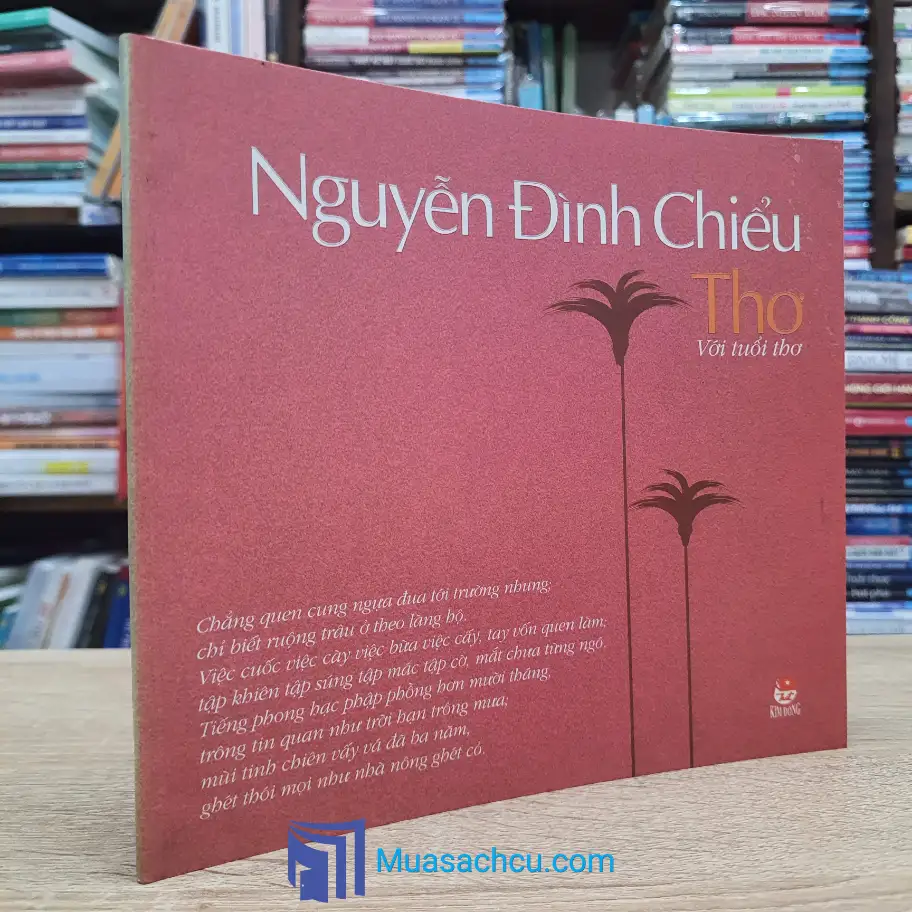 Nguyễn Đình Chiểu
Thơ
Với tuổi thơ
Chẳng quen cung ngựa đua tới trường nhung;
chỉ biết ruộng trâu ở theo làng bộ.
Việc cuốc việc cày việc bừa việc cấy, tay vốn quen làm;
tập khiên tập súng tập mác tập cờ, mắt chưa từng ngó.
Tiếng phong hạc phập phồng hơn mười tháng,
trông tin quan như trời hạn trông mưa;
mùi tinh chiên vấy vá đã ba năm,
ghét thói mọi như nhà nông ghét cỏ.
KIM ĐỒNG
Muasachcu.com